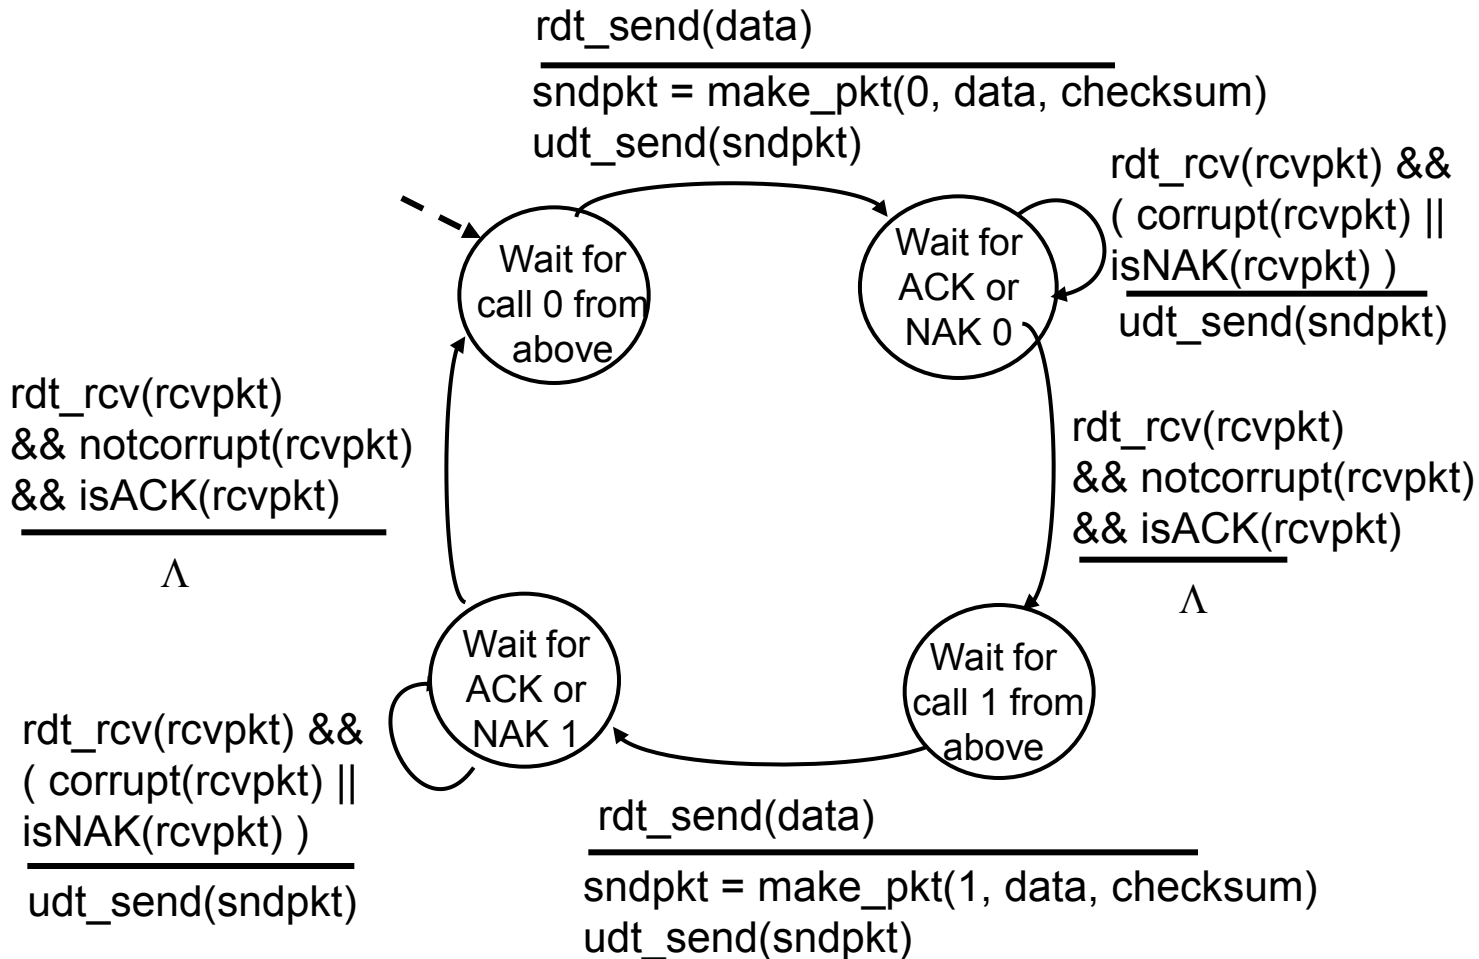 rdt_send(data)
sndpkt = make_pkt(0, data, checksum)
udt_send(sndpkt)
rdt_rcv(rcvpkt) &&
( corrupt(rcvpkt) ||
isNAK(rcvpkt) )
udt_send(sndpkt)
Wait for
call 0 from
above
Wait for
ACK or
NAK 0
rdt_rcv(rcvpkt)
&& notcorrupt(rcvpkt)
&& isACK(rcvpkt)
Λ
rdt_rcv(rcvpkt)
&& notcorrupt(rcvpkt)
&& isACK(rcvpkt)
Λ
Wait for
ACK or
NAK 1
Wait for
call 1 from
above
rdt_rcv(rcvpkt) &&
( corrupt(rcvpkt) ||
isNAK(rcvpkt) )
udt_send(sndpkt)
rdt_send(data)
sndpkt = make_pkt(1, data, checksum)
udt_send(sndpkt)